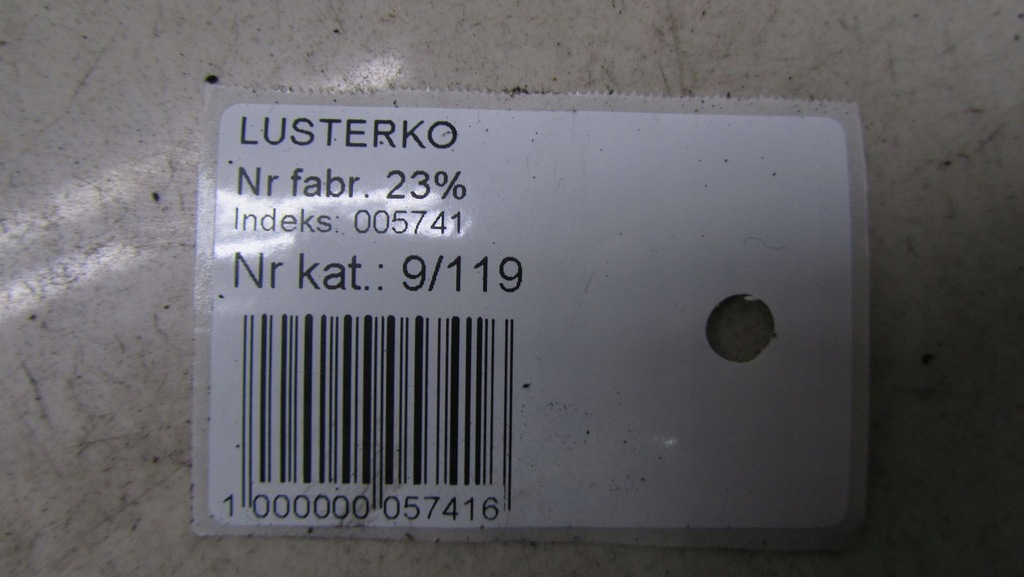 LUSTERKO
Nr fabr. 23%
Indeks: 005741
Nr kat.: 9/119
1 000000 057416